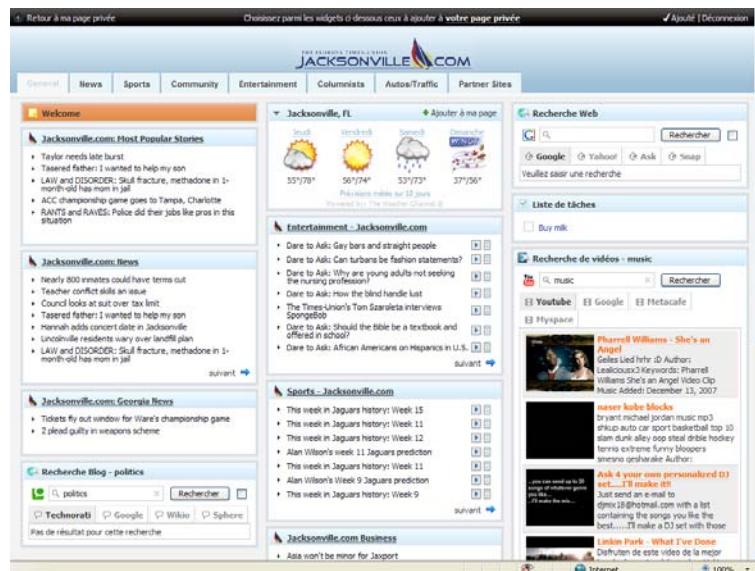 Retour à ma page privée
Choisissez parmi les widgets ci-dessous ceux à ajouter à votre page privée
Ajouté | Déconnexion
JACKSONVILLE.COM
General
News
Sports
Community
Entertainment
Columnists
Autos/Traffic
Partner Sites
Welcome
Jacksonville.com: Most Popular Stories
Taylor needs late burst
Tasered father: I wanted to help my son
LAW and DISORDER: Skull fracture, methadone in 1-
month-old has mom in jail
ACC championship game goes to Tampa, Charlotte
RANTS and RAVES: Police did their jobs like pros in this
situation
Jacksonville.com: News
Nearly 800 inmates could have terms cut
Teacher conflict skills an issue
Council looks at suit over tax limit
Tasered father: I wanted to help my son
Hannah adds concert date in Jacksonville
Lincolnville residents wary over landfill plan
LAW and DISORDER: Skull fracture, methadone in 1-
month-old has mom in jail
suivant
Jacksonville.com: Georgia News
Tickets fly out window for Ware's championship game
2 plead guilty in weapons scheme
Recherche Blog - politics
politics
Rechercher
Technorati
Google
Wikio
Sphere
Pas de résultat pour cette recherche
Jacksonville, FL
Ajouter à ma page
Jeudi
Vendredi
Samedi
Dimanche
55°/78°
56°/74°
53°/73°
37°/56°
Prévisions météo sur 10 jours
Powered by: The Weather Channel ®
Entertainment - Jacksonville.com
Dare to Ask: Gay bars and straight people
Dare to Ask: Can turbans be fashion statements?
Dare to Ask: Why are young adults not seeking
the nursing profession?
Dare to Ask: How the blind handle lust
The Times-Union's Tom Szaroleta interviews
SpongeBob
Dare to Ask: Should the Bible be a textbook and
offered in school?
Dare to Ask: African Americans on Hispanics in U.S.
suivant
Sports - Jacksonville.com
This week in Jaguars history: Week 15
This week in Jaguars history: Week 11
This week in Jaguars history: Week 12
Alan Wilson's week 11 Jaguars prediction
This week in Jaguars history: Week 11
Alan Wilson's Week 9 Jaguars prediction
This week in Jaguars history: Week 9
suivant
Jacksonville.com Business
Asia won't be minor for Jaxport
Recherche Web
Rechercher
Google
Yahoo!
Ask
Snap
Veuillez saisir une recherche
Liste de tâches
Buy milk
Recherche de vidéos - music
music
Rechercher
Youtube
Google
Metacafe
Myspace
Pharrell Williams - She's an
Angel
Geiles Lied hrhr :D Author:
Lealiciousx3 Keywords: Pharrell
Williams She's an Angel Video Clip
Music Added: December 13, 2007
naser kobe blocks
bryant michael jordan music mp3
shkup auto car sport basketball top 10
slam dunk alley oop steal drible hockey
tennis extreme funny bloopers
smesno gesharake Author:
Ask 4 your own personalized DJ
set.....I'll make it!!
Just send an e-mail to
djmix18@hotmail.com with a list
containing the songs you like the
best......I'll make a DJ set with those
Linkin Park - What I've Done
Disfruten de este video de la mejor
Internet
100%